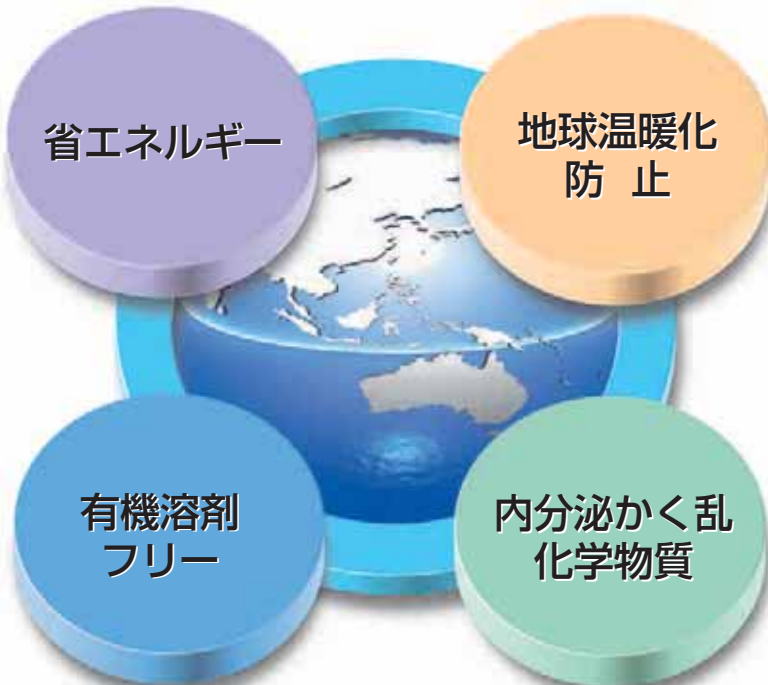 省エネルギー
地球温暖化
防 止
有機溶剤
フリー
内分泌かく乱
化学物質